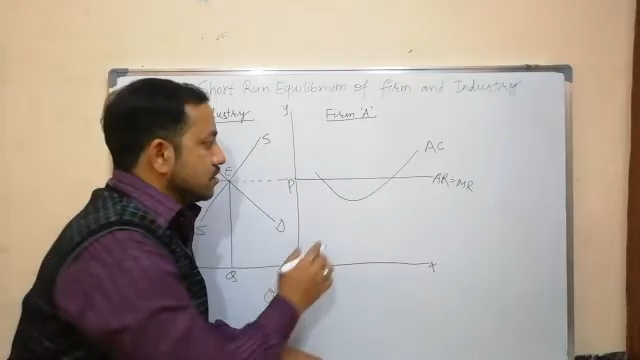 Short Run Equilibrium of firm and Industry
ustry
Firm 'A'
y
S
AC
E
P
AR=MR
S
D
Q
x